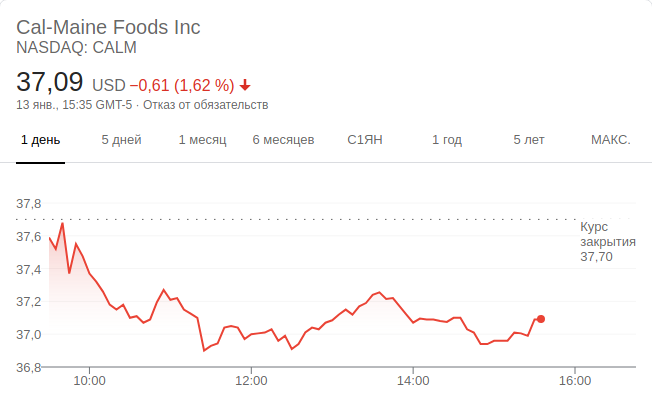 Cal-Maine Foods Inc
NASDAQ: CALM
37,09 USD −0,61 (1,62 %)
13 янв., 15:35 GMT-5 · Отказ от обязательств
1 день 5 дней 1 месяц 6 месяцев С1ЯН 1 год 5 лет МАКС.
37,8
37,6
37,4
37,2
37,0
36,8
Курс
закрытия
37,70
10:00 12:00 14:00 16:00